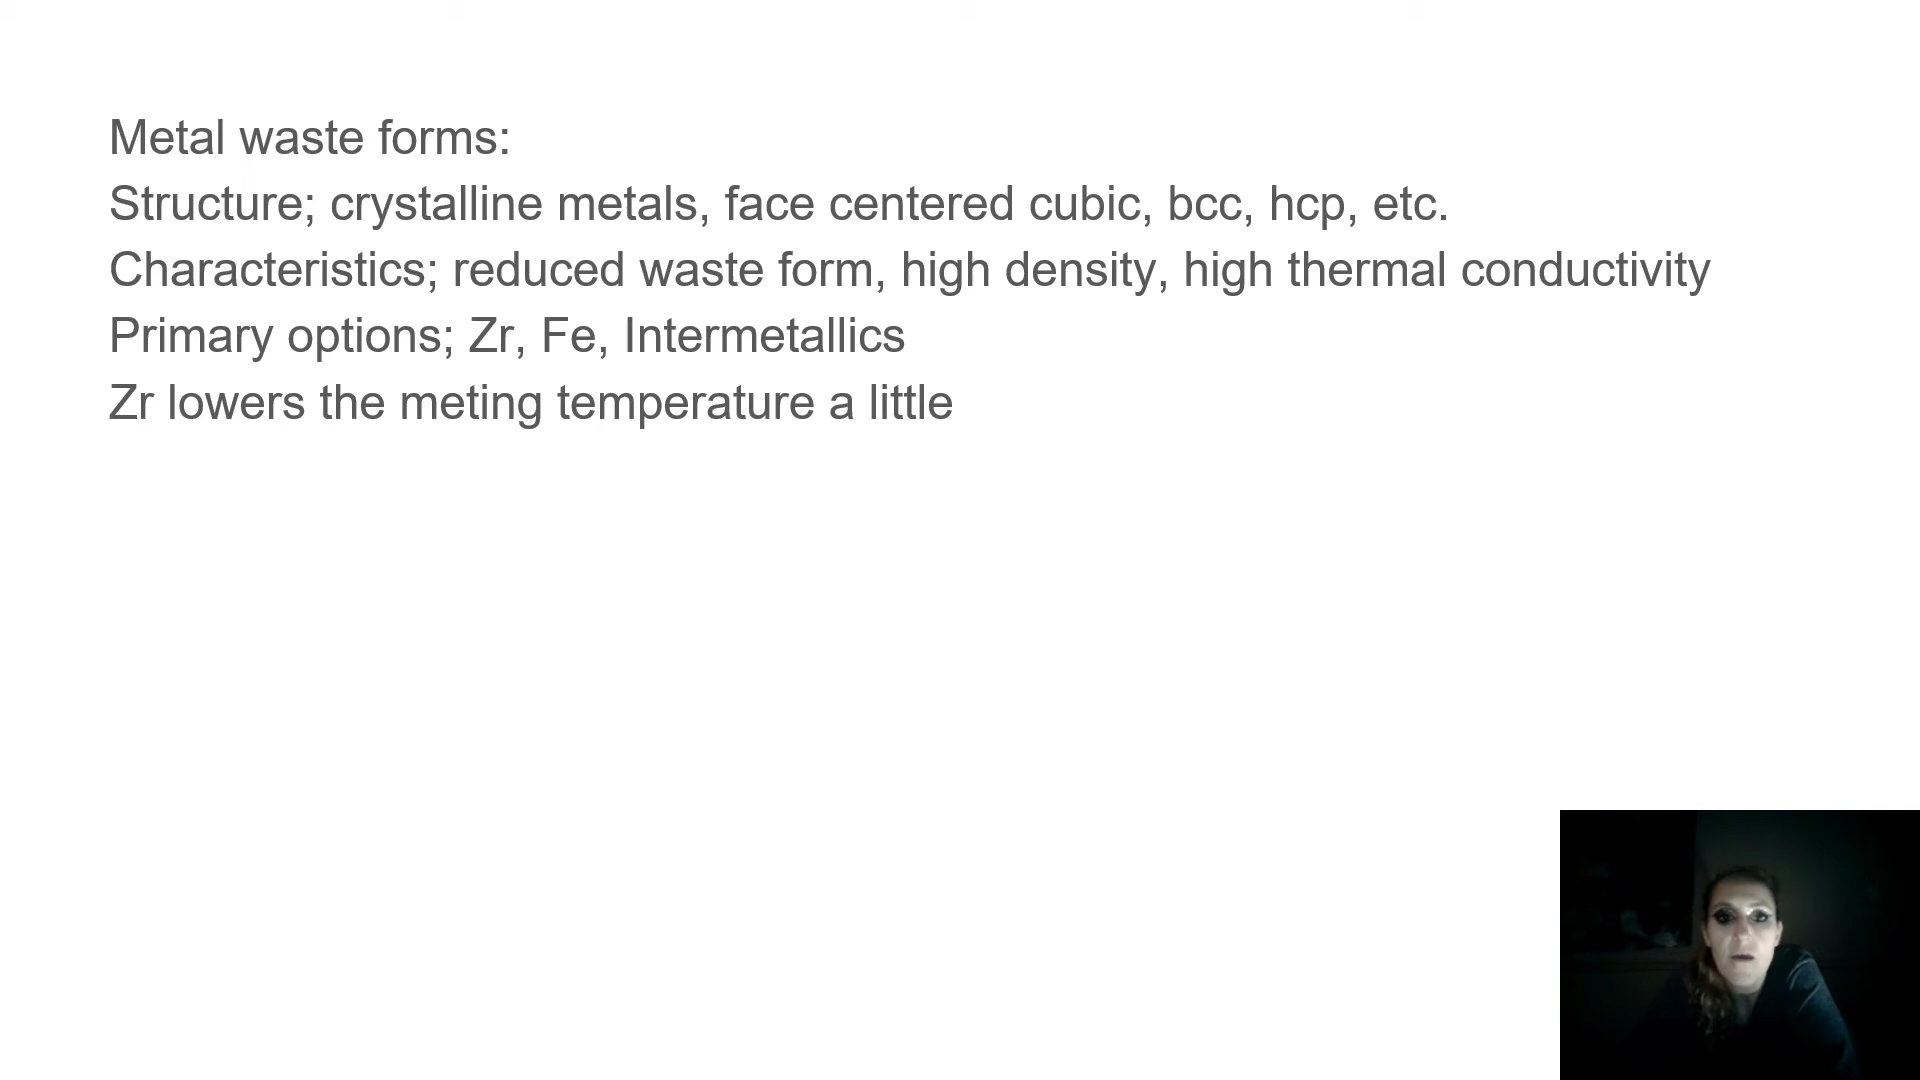 Metal waste forms:
Structure; crystalline metals, face centered cubic, bcc, hcp, etc.
Characteristics; reduced waste form, high density, high thermal conductivity
Primary options; Zr, Fe, Intermetallics
Zr lowers the meting temperature a little